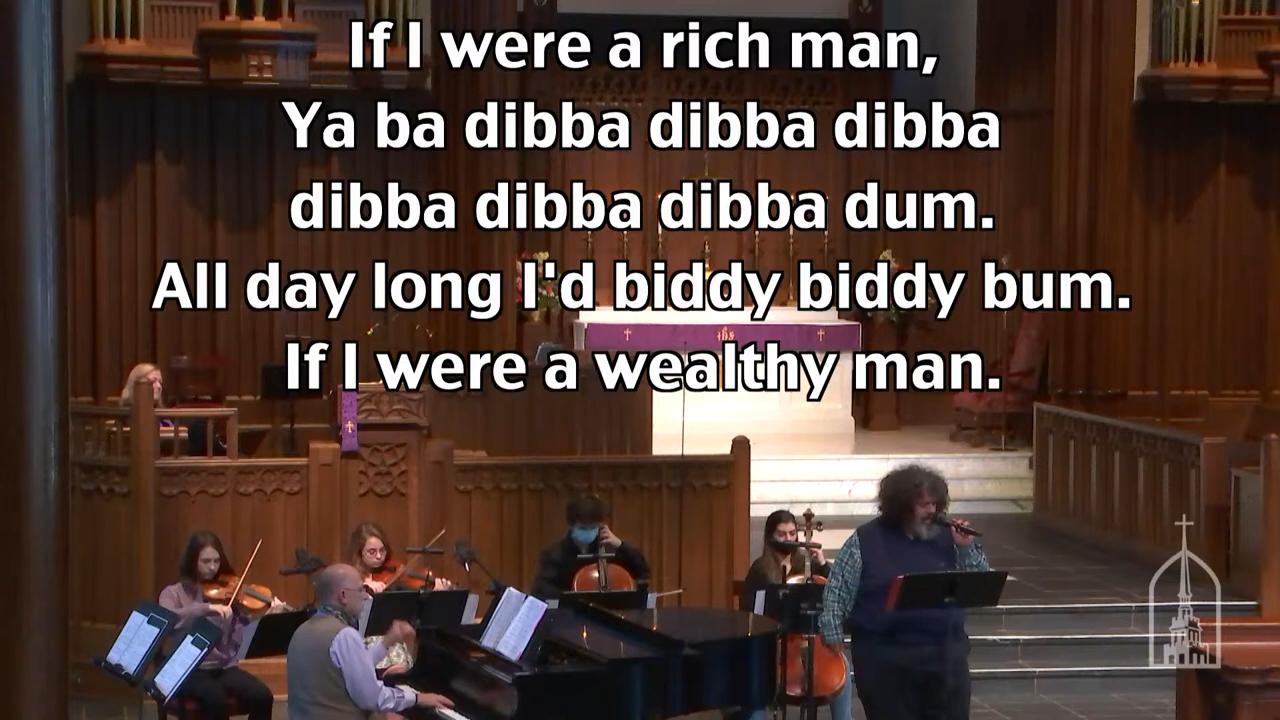 If I were a rich man,
Ya ba dibba dibba dibba
dibba dibba dibba dum.
All day long I'd biddy biddy bum.
If I were a wealthy man.
ihs